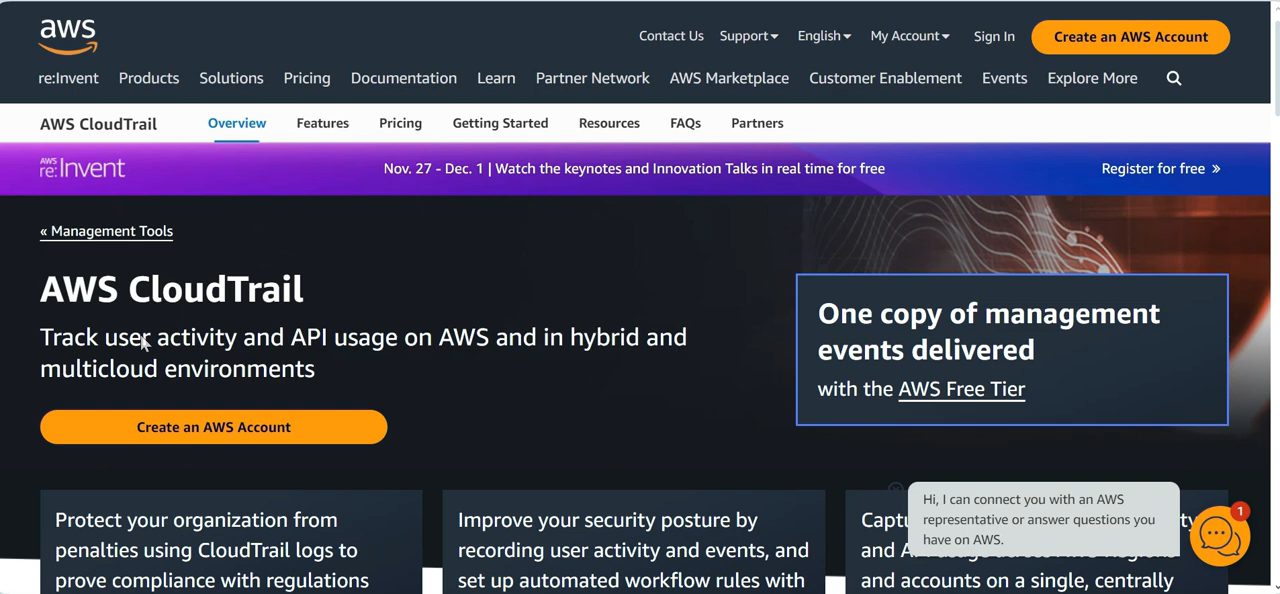 aws
Contact Us Support English My Account Sign In Create an AWS Account
re:Invent Products Solutions Pricing Documentation Learn Partner Network AWS Marketplace Customer Enablement Events Explore More
AWS CloudTrail Overview Features Pricing Getting Started Resources FAQs Partners
AWS re:Invent Nov. 27 - Dec. 1 | Watch the keynotes and Innovation Talks in real time for free Register for free »
« Management Tools
AWS CloudTrail
Track user activity and API usage on AWS and in hybrid and
multicloud environments
Create an AWS Account
One copy of management
events delivered
with the AWS Free Tier
Protect your organization from
penalties using CloudTrail logs to
prove compliance with regulations
Improve your security posture by
recording user activity and events, and
set up automated workflow rules with
and accounts on a single, centrally
Hi, I can connect you with an AWS
representative or answer questions you
have on AWS.
1